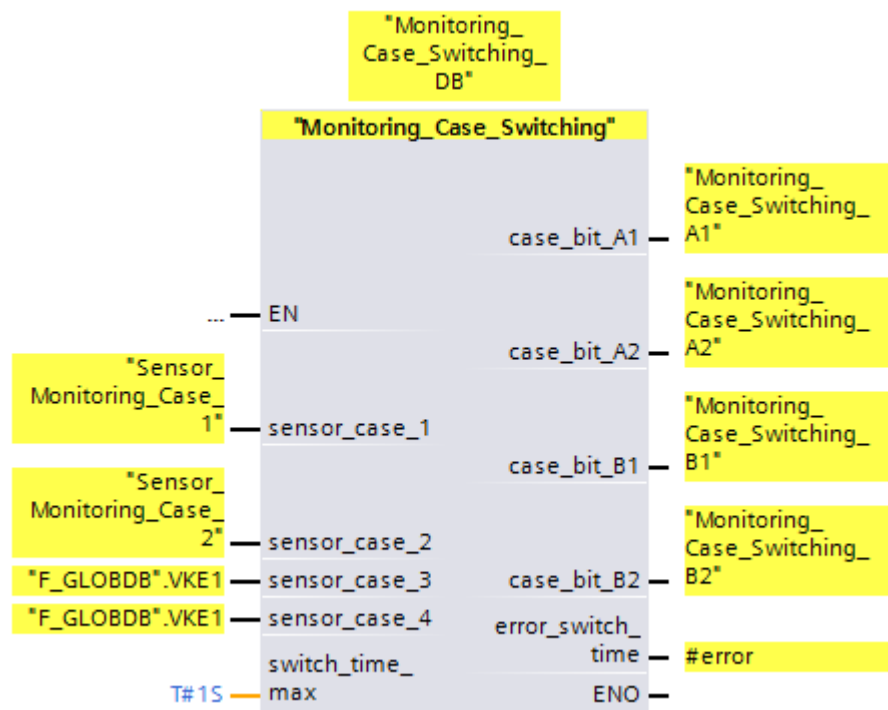 "Monitoring_
Case_Switching_
DB"
"Monitoring_Case_Switching"
"Monitoring_
Case_Switching_
A1"
case_bit_A1
... EN
"Monitoring_
Case_Switching_
A2"
case_bit_A2
"Sensor_
Monitoring_Case_
1"
sensor_case_1
"Monitoring_
Case_Switching_
B1"
case_bit_B1
"Sensor_
Monitoring_Case_
2"
sensor_case_2
"Monitoring_
Case_Switching_
B2"
"F_GLOBDB".VKE1 sensor_case_3 case_bit_B2
"F_GLOBDB".VKE1 sensor_case_4
error_switch_
time #error
switch_time_
T#1S max ENO